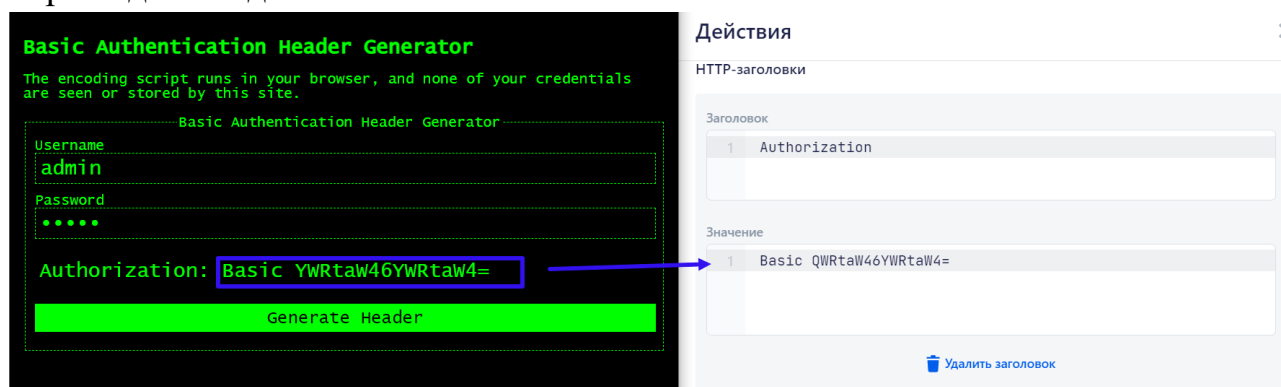 Basic Authentication Header Generator
The encoding script runs in your browser, and none of your credentials
are seen or stored by this site.
Basic Authentication Header Generator
Username
admin
Password
•••••
Authorization: Basic YWRtaW46YWRtaW4=
Generate Header
Действия
HTTP-заголовки
Заголовок
1 Authorization
Значение
1 Basic QWRtaW46YWRtaW4=
Удалить заголовок